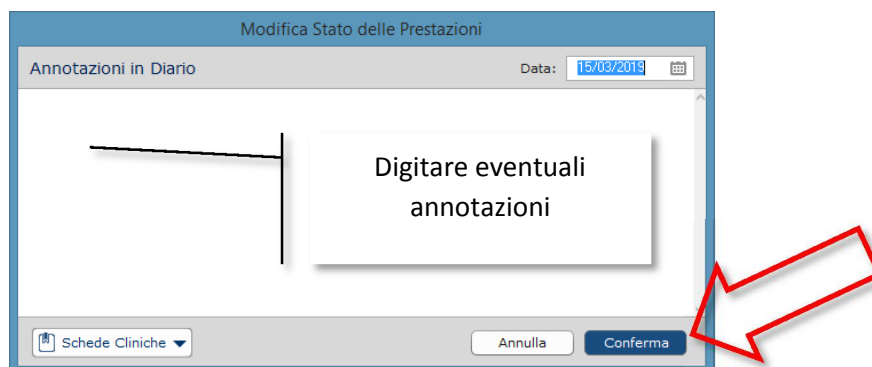 Modifica Stato delle Prestazioni
Annotazioni in Diario Data: 15/03/2019
Digitare eventuali
annotazioni
Schede Cliniche Annulla Conferma